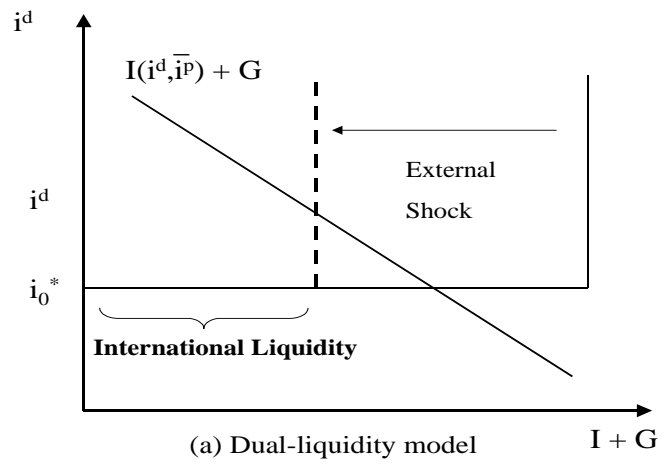 i^d
I(i^d,i̅^p̅) + G
External
Shock
i^d
i_0^*
International Liquidity
I + G
(a) Dual-liquidity model